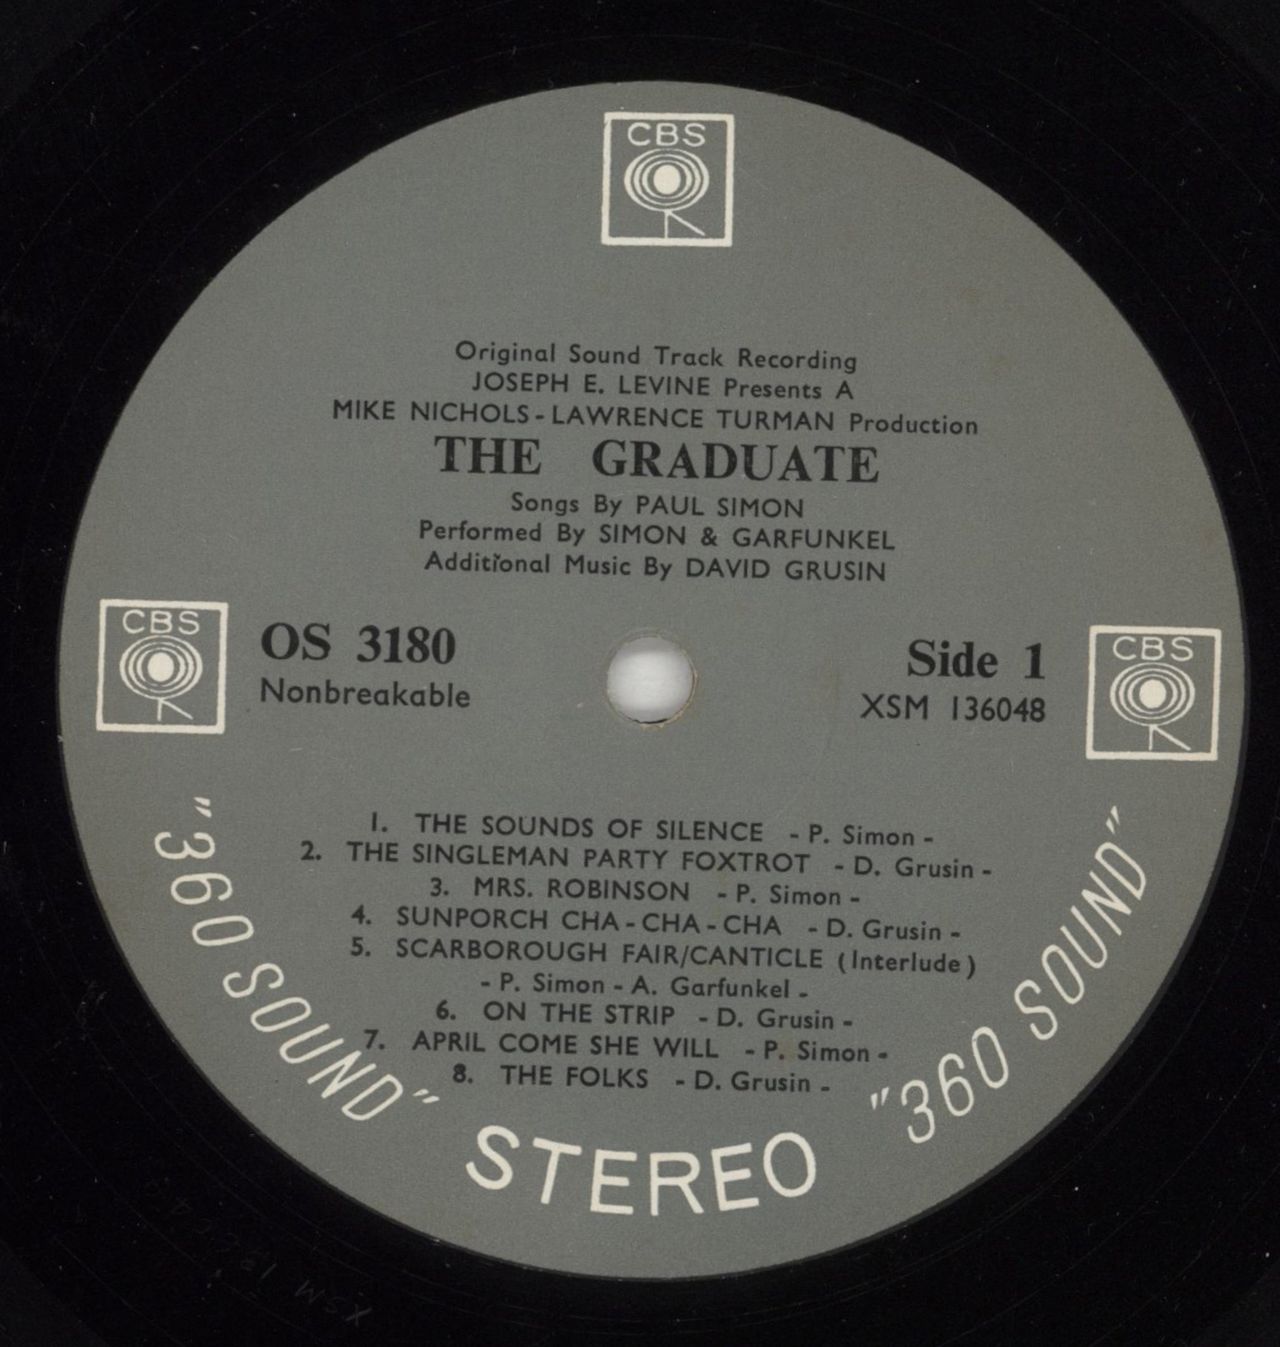 CBS
Original Sound Track Recording
JOSEPH E. LEVINE Presents A
MIKE NICHOLS-LAWRENCE TURMAN Production
THE GRADUATE
Songs By PAUL SIMON
Performed By SIMON & GARFUNKEL
Additional Music By DAVID GRUSIN
CBS
OS 3180
Nonbreakable
Side 1
XSM 136048
CBS
1. THE SOUNDS OF SILENCE - P. Simon -
2. THE SINGLEMAN PARTY FOXTROT - D. Grusin -
3. MRS. ROBINSON - P. Simon -
4. SUNPORCH CHA-CHA-CHA - D. Grusin -
5. SCARBOROUGH FAIR/CANTICLE (Interlude)
- P. Simon - A. Garfunkel -
6. ON THE STRIP - D. Grusin -
7. APRIL COME SHE WILL - P. Simon -
8. THE FOLKS - D. Grusin -
"360 SOUND" STEREO "360 SOUND"